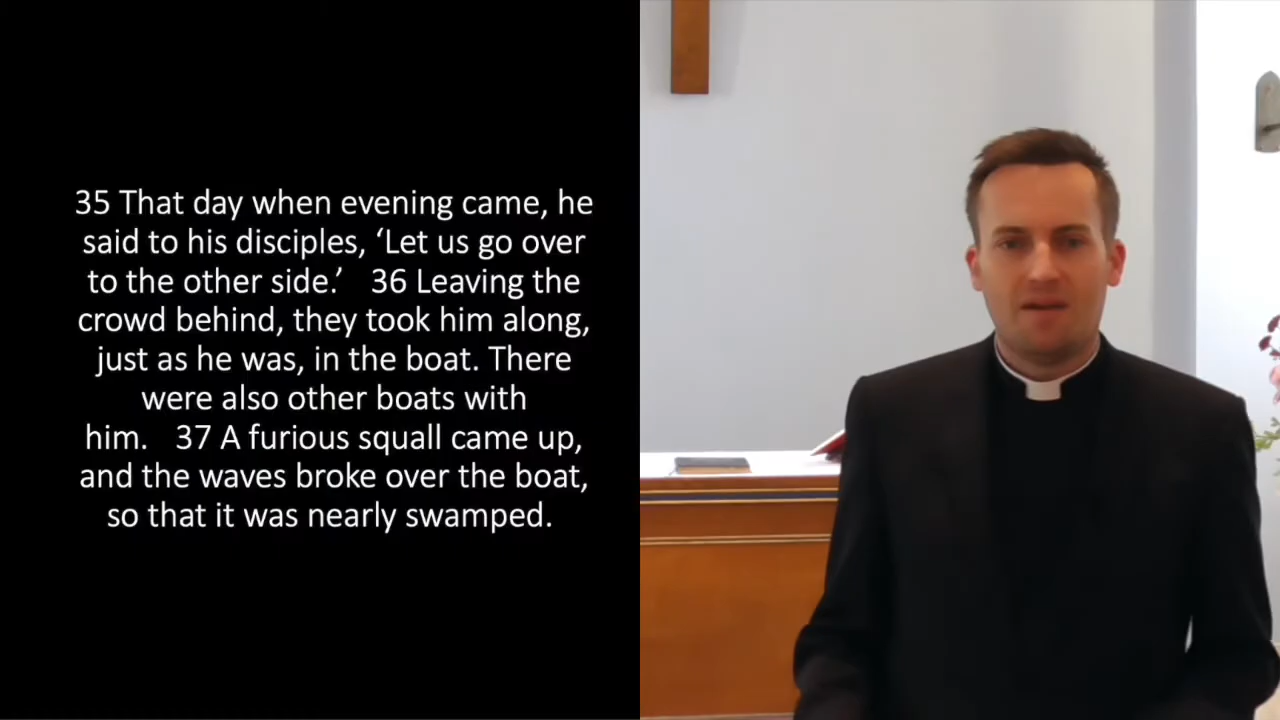 35 That day when evening came, he
said to his disciples, ‘Let us go over
to the other side.’ 36 Leaving the
crowd behind, they took him along,
just as he was, in the boat. There
were also other boats with
him. 37 A furious squall came up,
and the waves broke over the boat,
so that it was nearly swamped.